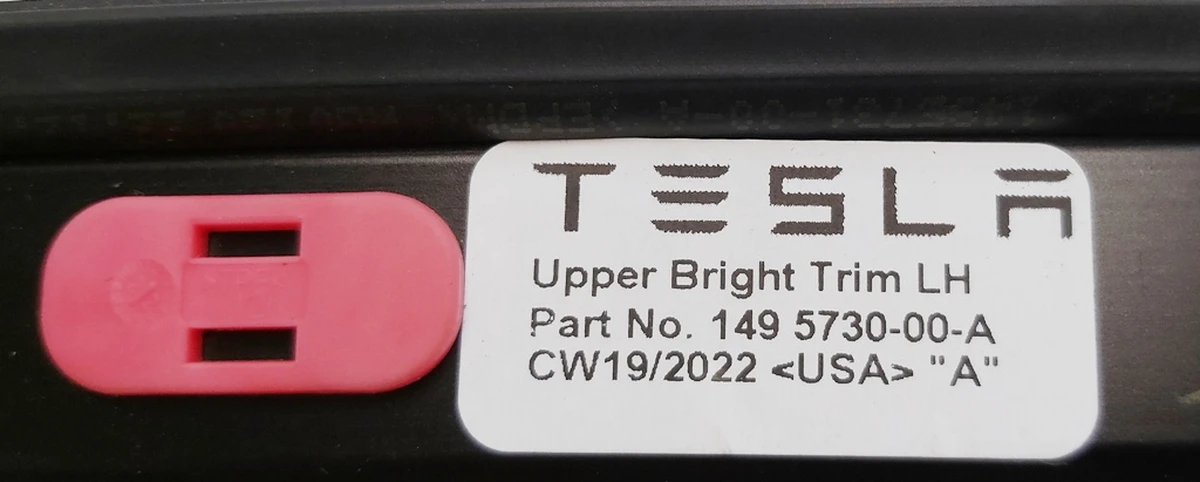 TESLA
Upper Bright Trim LH
Part No. 149 5730-00-A
CW19/2022 <USA> "A"